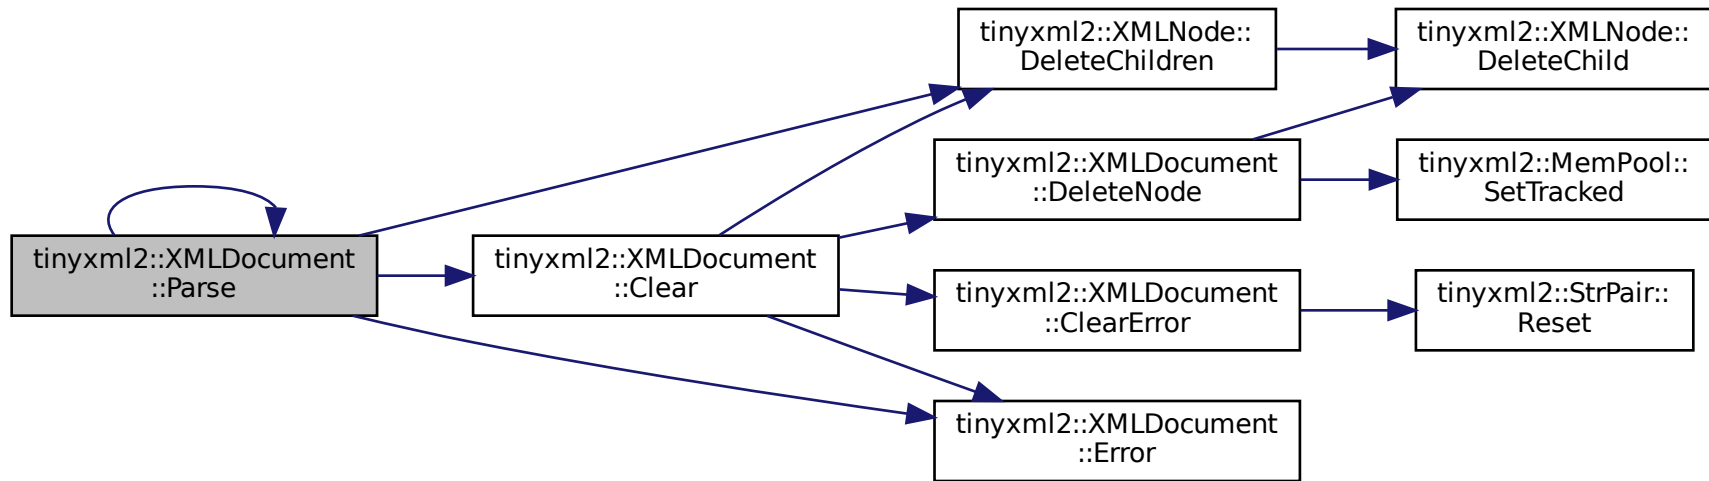 tinyxml2::XMLDocument
::Parse
tinyxml2::XMLDocument
::Clear
tinyxml2::XMLNode::
DeleteChildren
tinyxml2::XMLDocument
::DeleteNode
tinyxml2::XMLDocument
::ClearError
tinyxml2::XMLDocument
::Error
tinyxml2::XMLNode::
DeleteChild
tinyxml2::MemPool::
SetTracked
tinyxml2::StrPair::
Reset